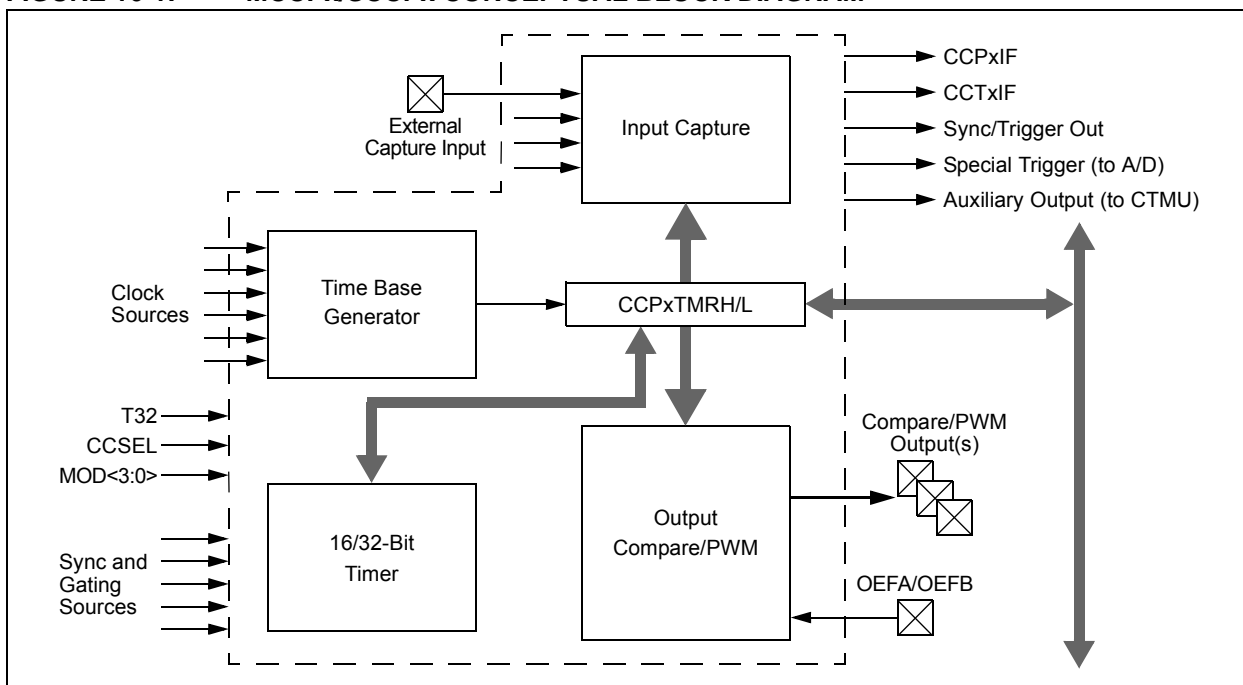 CCPxIF
CCTxIF
Sync/Trigger Out
Special Trigger (to A/D)
Auxiliary Output (to CTMU)
External
Capture Input
Input Capture
Clock
Sources
Time Base
Generator
CCPxTMRH/L
T32
CCSEL
MOD<3:0>
Compare/PWM
Output(s)
Sync and
Gating
Sources
16/32-Bit
Timer
Output
Compare/PWM
OEFA/OEFB